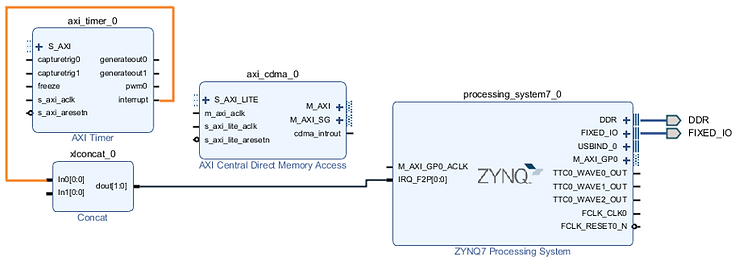 axi_timer_0
S_AXI
capturetrig0 generateout0
capturetrig1 generateout1
freeze pwm0
s_axi_aclk interrupt
s_axi_aresetn
AXI Timer
axi_cdma_0
S_AXI_LITE M_AXI
m_axi_aclk M_AXI_SG
s_axi_lite_aclk cdma_introut
s_axi_lite_aresetn
AXI Central Direct Memory Access
xlconcat_0
In0[0:0] dout[1:0]
In1[0:0]
Concat
processing_system7_0
DDR DDR
FIXED_IO FIXED_IO
USBIND_0
M_AXI_GP0_ACLK M_AXI_GP0
IRQ_F2P[0:0] ZYNQ TTC0_WAVE0_OUT
TTC0_WAVE1_OUT
TTC0_WAVE2_OUT
FCLK_CLK0
FCLK_RESET0_N
ZYNQ7 Processing System